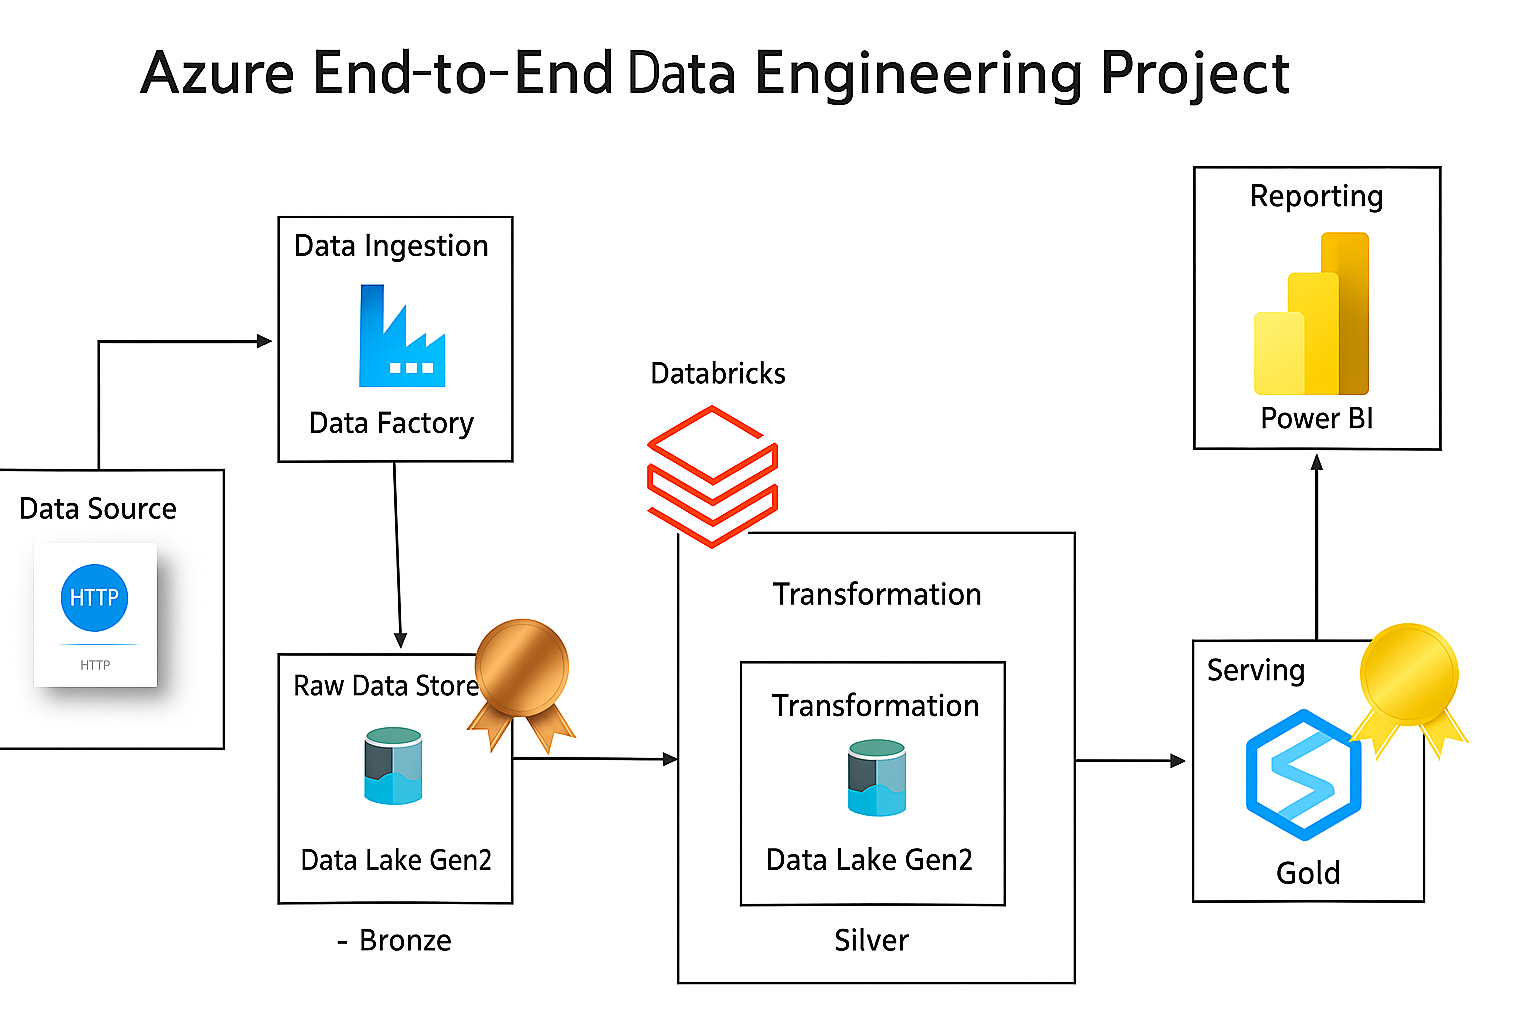 Azure End-to-End Data Engineering Project
Data Source
HTTP
HTTP
Data Ingestion
Data Factory
Raw Data Store
Data Lake Gen2
- Bronze
Databricks
Transformation
Transformation
Data Lake Gen2
Silver
Serving
Gold
Reporting
Power BI